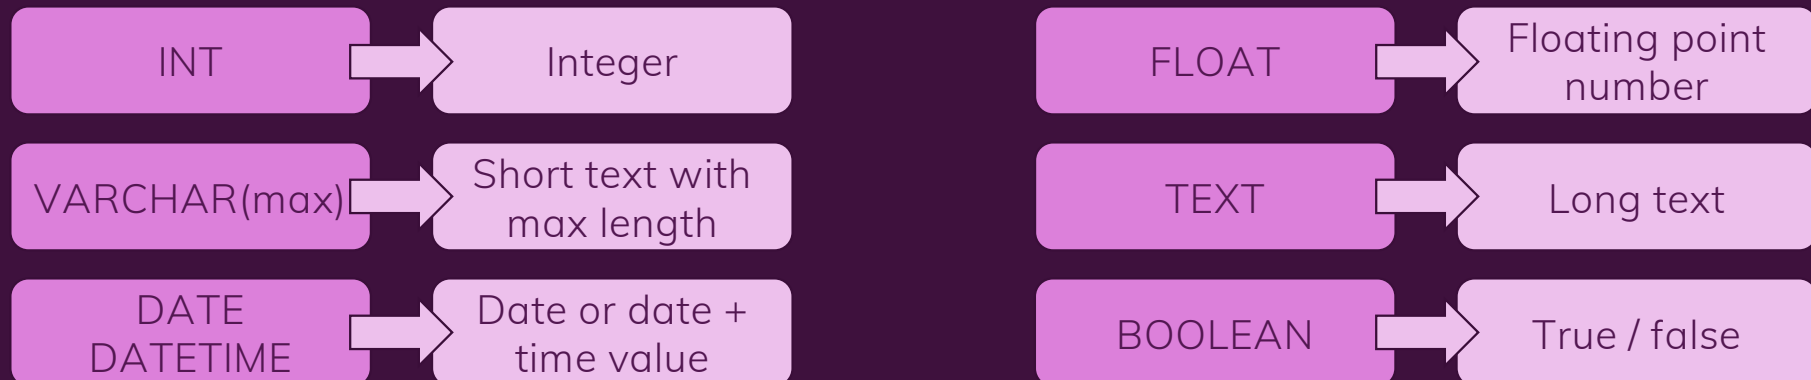 INT
Integer
FLOAT
Floating point
number
VARCHAR(max)
Short text with
max length
TEXT
Long text
DATE
DATETIME
Date or date +
time value
BOOLEAN
True / false